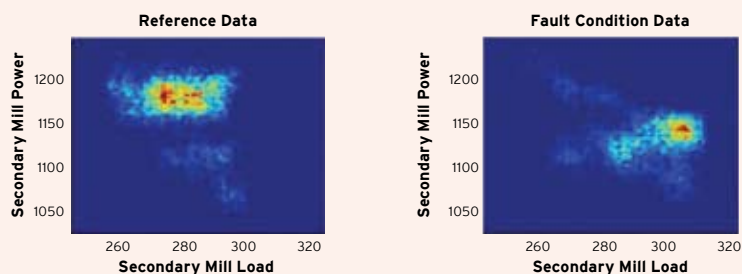 Reference Data
Secondary Mill Power
1200
1150
1100
1050
260 280 300 320
Secondary Mill Load
Fault Condition Data
Secondary Mill Power
1200
1150
1100
1050
260 280 300 320
Secondary Mill Load